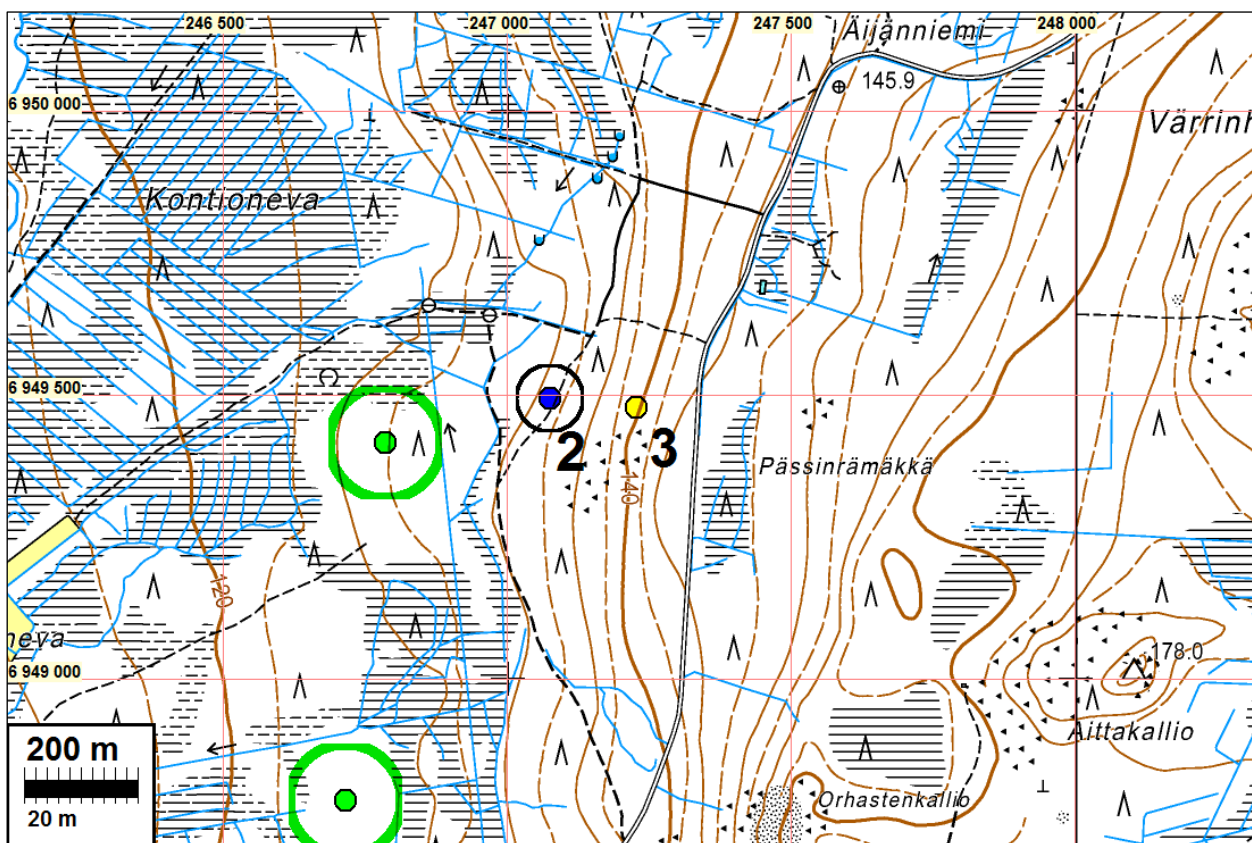 246 500
247 000
247 500
248 000
Äijänniemi
145.9
6 950 000
Värrinh
Kontioneva
6 949 500
2
3
Pässinrämäkkä
140
120
neva
6 949 000
178.0
Aittakallio
200 m
20 m
Orhastenkallio